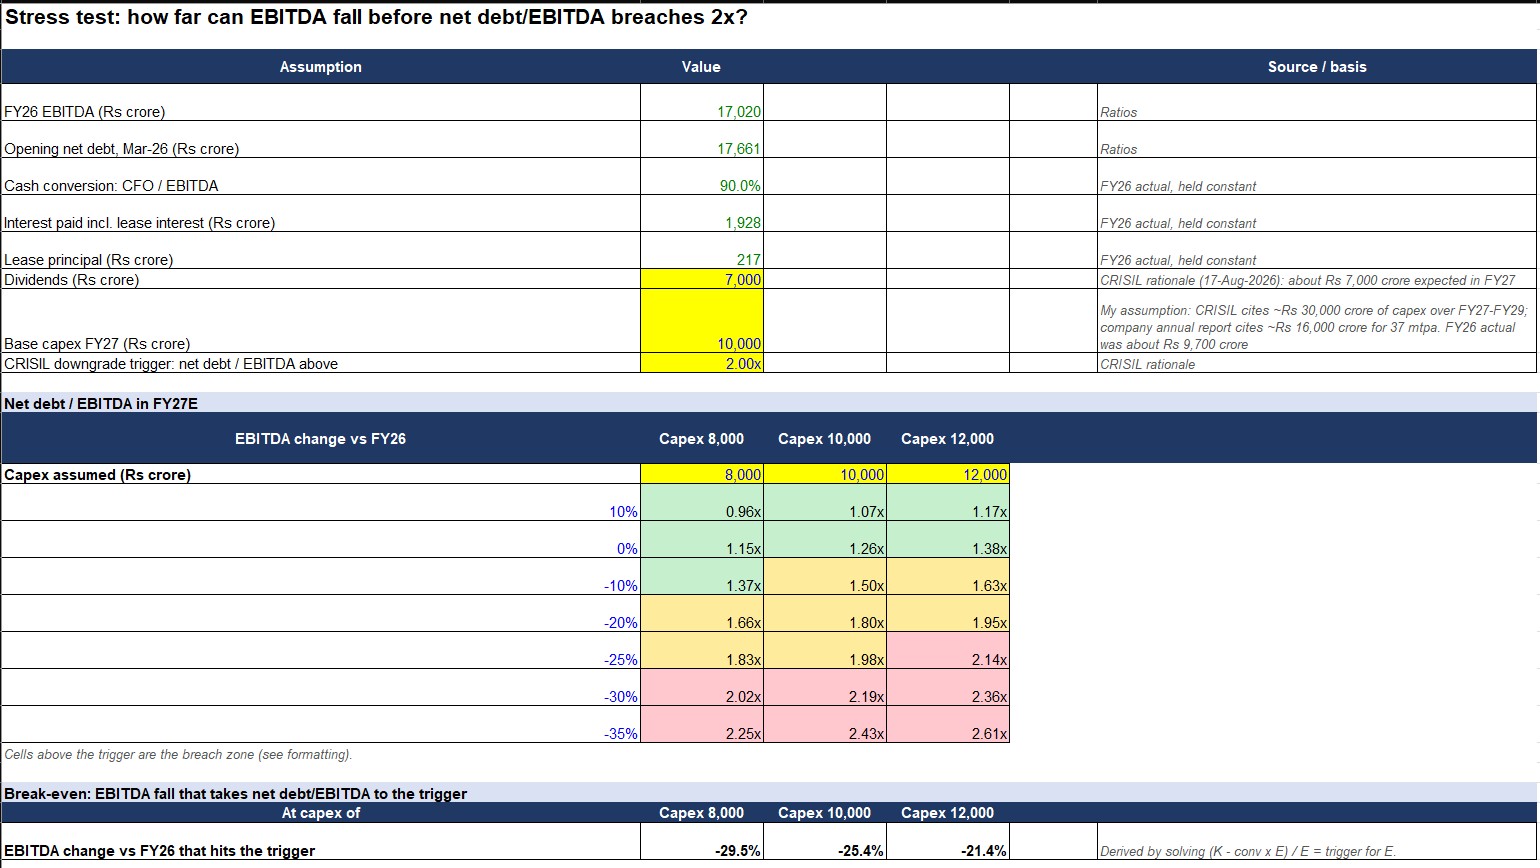 Stress test: how far can EBITDA fall before net debt/EBITDA breaches 2x?
Assumption Value Source / basis
FY26 EBITDA (Rs crore) 17,020 Ratios
Opening net debt, Mar-26 (Rs crore) 17,661 Ratios
Cash conversion: CFO / EBITDA 90.0% FY26 actual, held constant
Interest paid incl. lease interest (Rs crore) 1,928 FY26 actual, held constant
Lease principal (Rs crore) 217 FY26 actual, held constant
Dividends (Rs crore) 7,000 CRISIL rationale (17-Aug-2026): about Rs 7,000 crore expected in FY27
My assumption: CRISIL cites ~Rs 30,000 crore of capex over FY27-FY29;
company annual report cites ~Rs 16,000 crore for 37 mtpa. FY26 actual
Base capex FY27 (Rs crore) 10,000 was about Rs 9,700 crore
CRISIL downgrade trigger: net debt / EBITDA above 2.00x CRISIL rationale
Net debt / EBITDA in FY27E
EBITDA change vs FY26 Capex 8,000 Capex 10,000 Capex 12,000
Capex assumed (Rs crore) 8,000 10,000 12,000
10% 0.96x 1.07x 1.17x
0% 1.15x 1.26x 1.38x
-10% 1.37x 1.50x 1.63x
-20% 1.66x 1.80x 1.95x
-25% 1.83x 1.98x 2.14x
-30% 2.02x 2.19x 2.36x
-35% 2.25x 2.43x 2.61x
Cells above the trigger are the breach zone (see formatting).
Break-even: EBITDA fall that takes net debt/EBITDA to the trigger
At capex of Capex 8,000 Capex 10,000 Capex 12,000
EBITDA change vs FY26 that hits the trigger -29.5% -25.4% -21.4% Derived by solving (K - conv x E) / E = trigger for E.